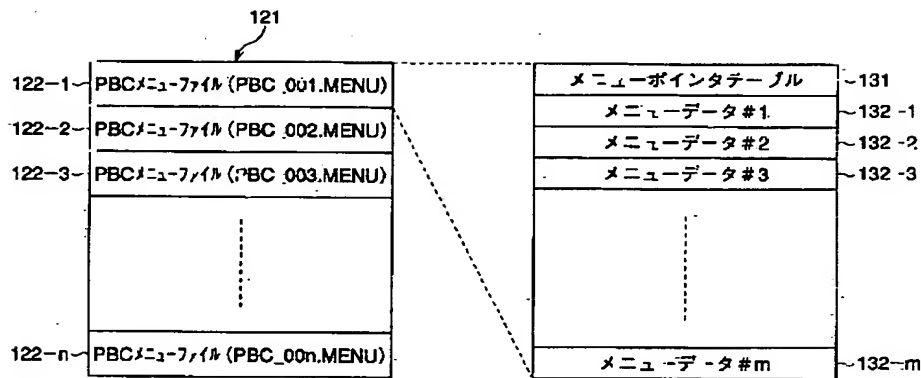 121
122-1 PBCメニューファイル(PBC_001.MENU)
122-2 PBCメニューファイル(PBC_002.MENU)
122-3 PBCメニューファイル(PBC_003.MENU)
122-n PBCメニューファイル(PBC_00n.MENU)
メニューポインタテーブル 131
メニューデータ#1 132-1
メニューデータ#2 132-2
メニューデータ#3 132-3
メニューデータ#m 132-m